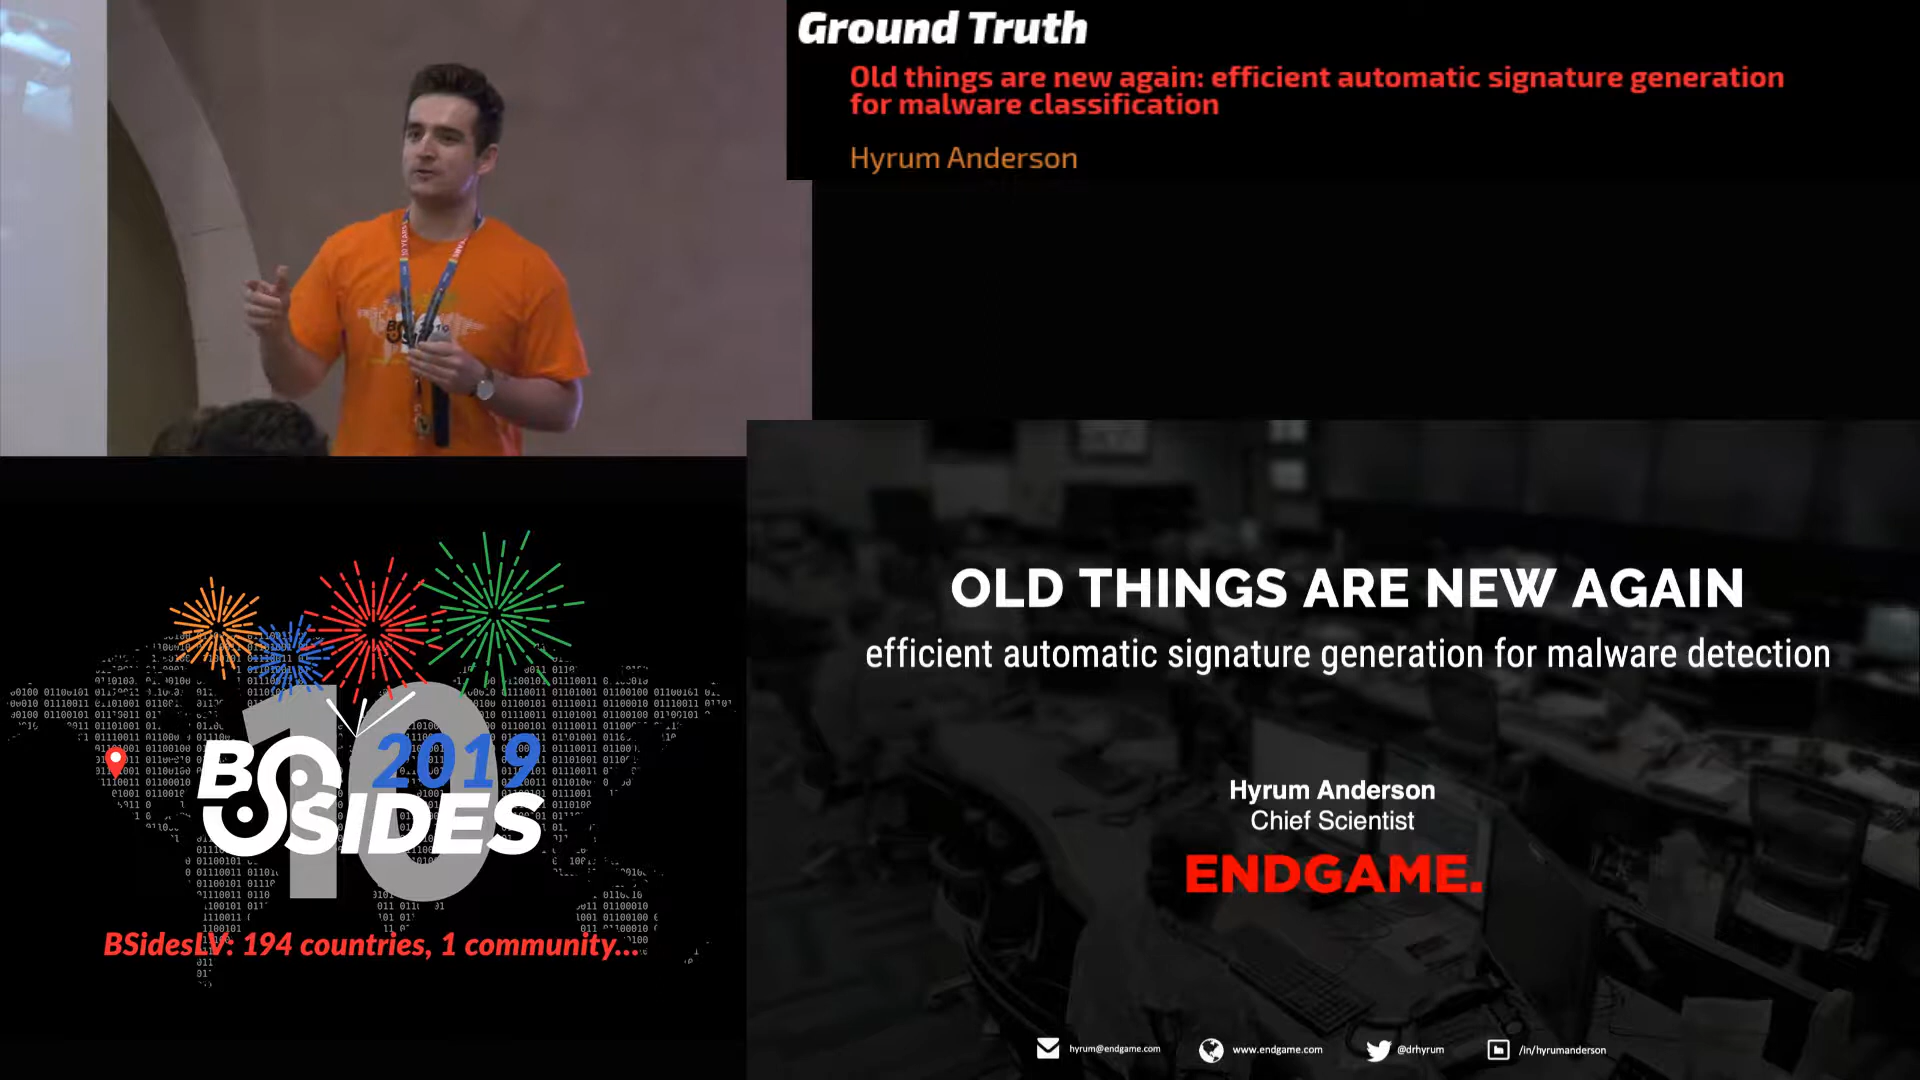 Ground Truth
Old things are new again: efficient automatic signature generation
for malware classification
Hyrum Anderson
10
2019
BSIDES
BSidesLV: 194 countries, 1 community...
OLD THINGS ARE NEW AGAIN
efficient automatic signature generation for malware detection
Hyrum Anderson
Chief Scientist
ENDGAME.
hyrum@endgame.com
www.endgame.com
@drhyrum
/in/hyrumanderson